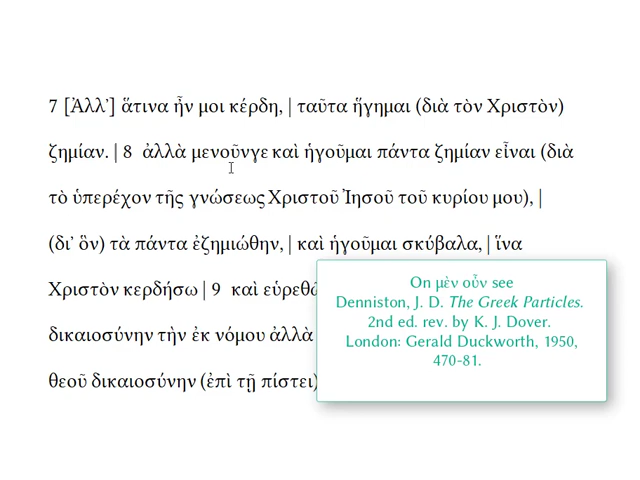 7 [Ἀλλ’] ἅτινα ἦν μοι κέρδη, | ταῦτα ἥγημαι (διὰ τὸν Χριστὸν)
ζημίαν. | 8 ἀλλὰ μενοῦνγε καὶ ἡγοῦμαι πάντα ζημίαν εἶναι (διὰ
τὸ ὑπερέχον τῆς γνώσεως Χριστοῦ Ἰησοῦ τοῦ κυρίου μου), |
(δι’ ὃν) τὰ πάντα ἐζημιώθην, | καὶ ἡγοῦμαι σκύβαλα, | ἵνα
Χριστὸν κερδήσω | 9 καὶ εὑρεθῶ
δικαιοσύνην τὴν ἐκ νόμου ἀλλὰ
θεοῦ δικαιοσύνην (ἐπὶ τῇ πίστει)
On μὲν οὖν see
Denniston, J. D. The Greek Particles.
2nd ed. rev. by K. J. Dover.
London: Gerald Duckworth, 1950,
470-81.